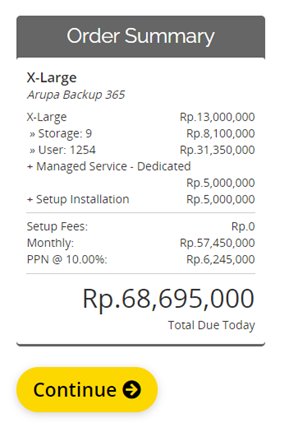 Order Summary
X-Large
Arupa Backup 365
X-Large Rp.13,000,000
» Storage: 9 Rp.8,100,000
» User: 1254 Rp.31,350,000
+ Managed Service - Dedicated
Rp.5,000,000
+ Setup Installation Rp.5,000,000
Setup Fees: Rp.0
Monthly: Rp.57,450,000
PPN @ 10.00%: Rp.6,245,000
Rp.68,695,000
Total Due Today
Continue